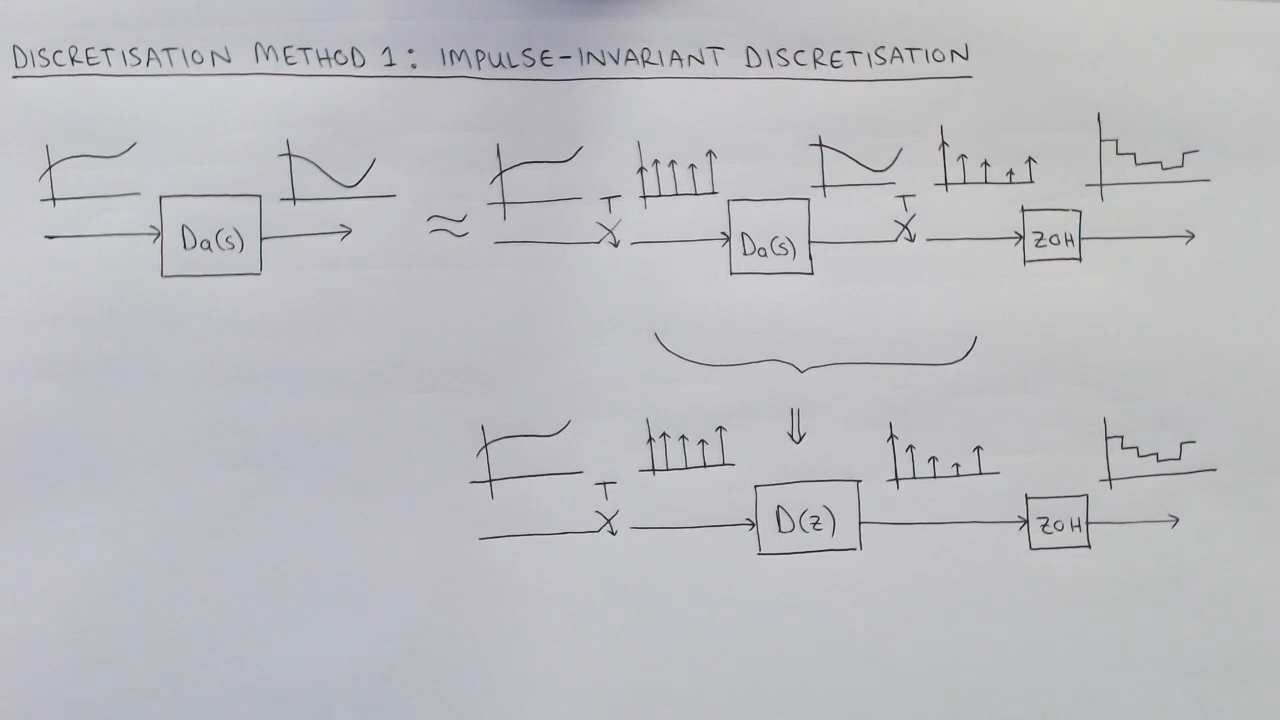 DISCRETISATION METHOD 1: IMPULSE-INVARIANT DISCRETISATION
Da(s)
≈
T
Da(s)
T
ZOH
⇓
T
D(z)
ZOH